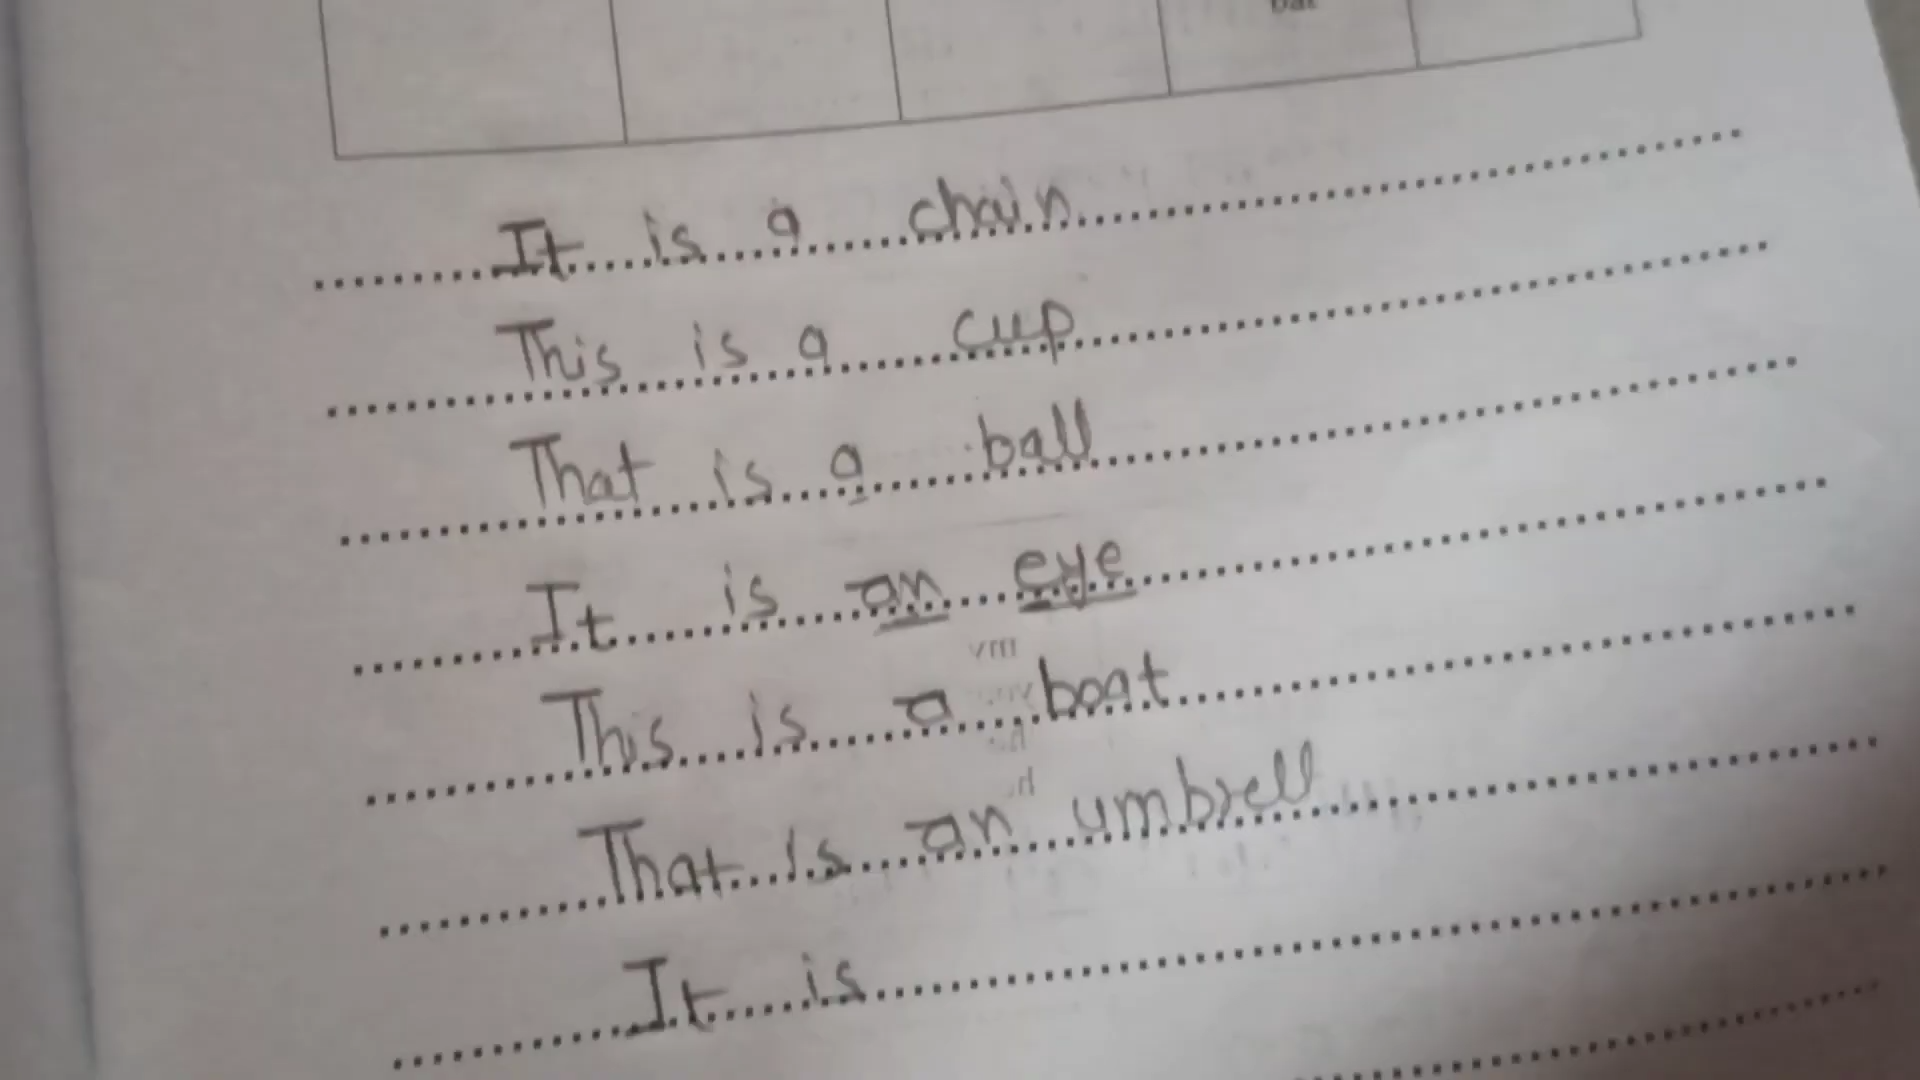 bat
It is a chain
This is a cup
That is a ball
It is an eye
This is a boat
That is an umbrell
It is